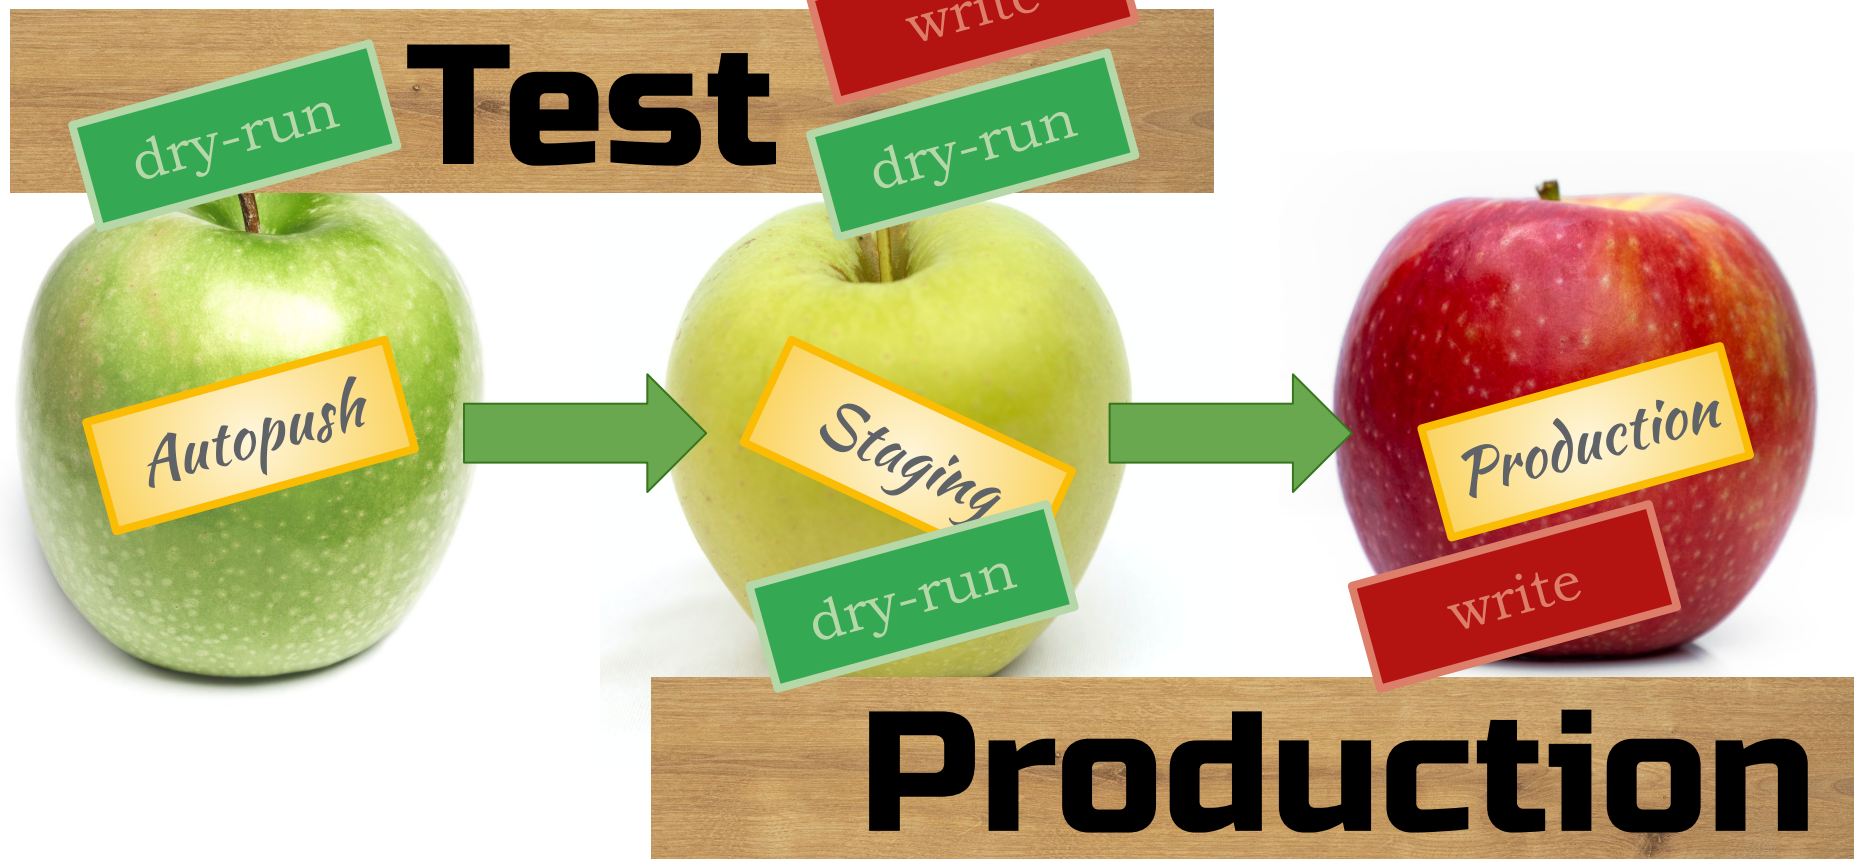 write
Test
dry-run
dry-run
Autopush
Staging
Production
dry-run
write
Production